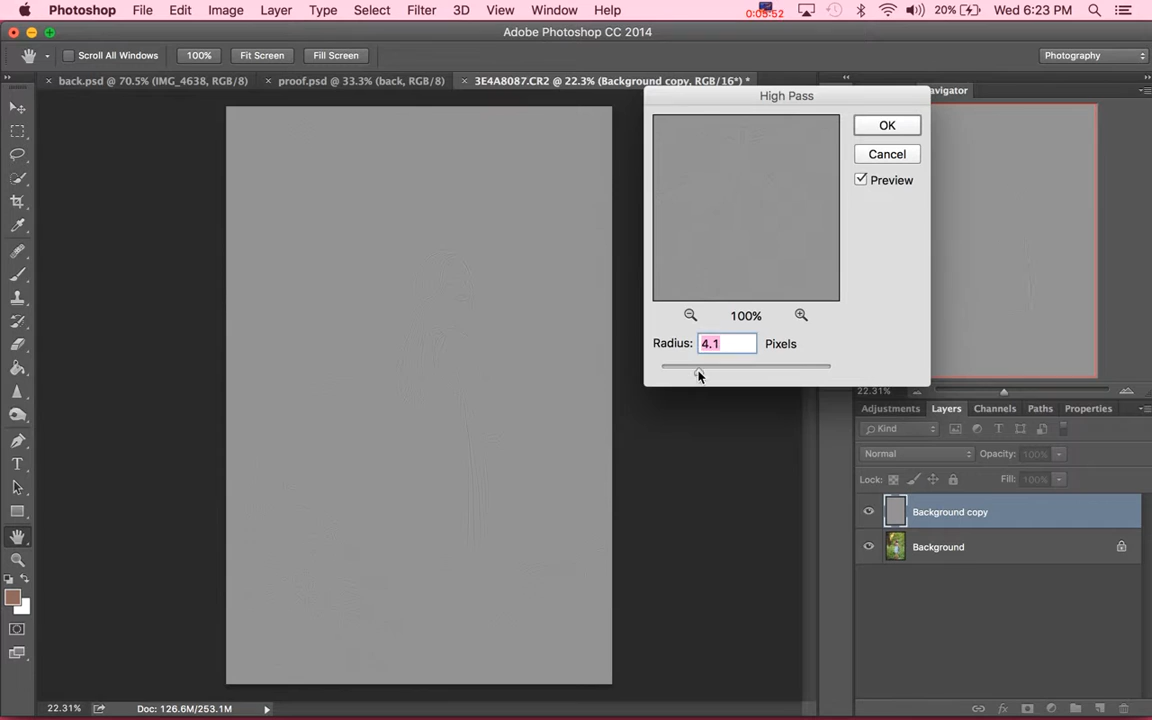 Photoshop File Edit Image Layer Type Select Filter 3D View Window Help 0:05:52 20% Wed 6:23 PM
Adobe Photoshop CC 2014
Scroll All Windows 100% Fit Screen Fill Screen Photography
back.psd @ 70.5% (IMG_4638, RGB/8) proof.psd @ 33.3% (back, RGB/8) 3E4A8087.CR2 @ 22.3% (Background copy, RGB/16*) *
High Pass
OK
Cancel
Preview
100%
Radius: 4.1 Pixels
22.31%
Adjustments Layers Channels Paths Properties
Kind
Normal Opacity: 100%
Lock: Fill: 100%
Background copy
Background
22.31% Doc: 126.6M/253.1M